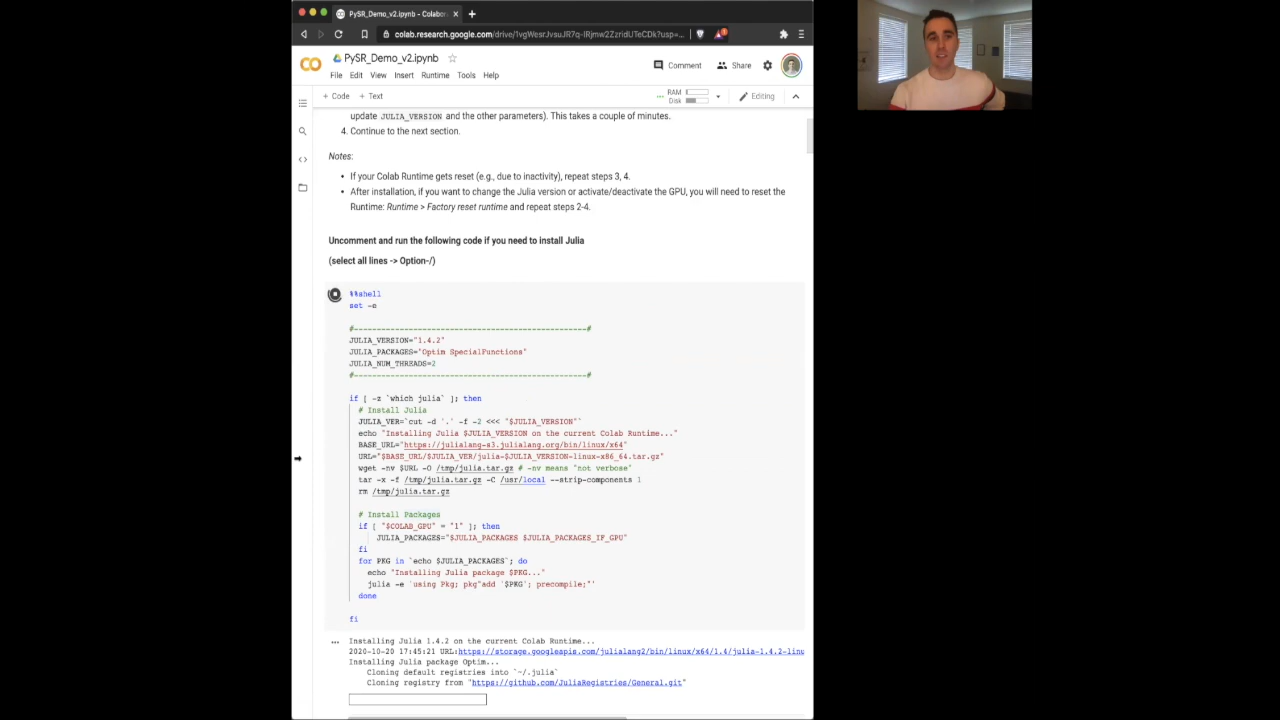 PySR_Demo_v2.ipynb - Colabor
colab.research.google.com/drive/1vgWesrJvsuJR7q-IRjmw2ZzridUTeCDk?usp=...
PySR_Demo_v2.ipynb
Comment
Share
File Edit View Insert Runtime Tools Help
+ Code + Text
RAM
Disk
Editing
update JULIA_VERSION and the other parameters). This takes a couple of minutes.
4. Continue to the next section.
Notes:
• If your Colab Runtime gets reset (e.g., due to inactivity), repeat steps 3, 4.
• After installation, if you want to change the Julia version or activate/deactivate the GPU, you will need to reset the
Runtime: Runtime > Factory reset runtime and repeat steps 2-4.
Uncomment and run the following code if you need to install Julia
(select all lines -> Option-/)
%%shell
set -e
#---------------------------------------------------#
JULIA_VERSION="1.4.2"
JULIA_PACKAGES="Optim SpecialFunctions"
JULIA_NUM_THREADS=2
#---------------------------------------------------#
if [ -z `which julia` ]; then
# Install Julia
JULIA_VER=`cut -d '.' -f -2 <<< "$JULIA_VERSION"`
echo "Installing Julia $JULIA_VERSION on the current Colab Runtime..."
BASE_URL="https://julialang-s3.julialang.org/bin/linux/x64"
URL="$BASE_URL/$JULIA_VER/julia-$JULIA_VERSION-linux-x86_64.tar.gz"
wget -nv $URL -O /tmp/julia.tar.gz # -nv means "not verbose"
tar -x -f /tmp/julia.tar.gz -C /usr/local --strip-components 1
rm /tmp/julia.tar.gz
# Install Packages
if [ "$COLAB_GPU" = "1" ]; then
JULIA_PACKAGES="$JULIA_PACKAGES $JULIA_PACKAGES_IF_GPU"
fi
for PKG in `echo $JULIA_PACKAGES`; do
echo "Installing Julia package $PKG..."
julia -e 'using Pkg; pkg"add '$PKG'; precompile;"'
done
fi
Installing Julia 1.4.2 on the current Colab Runtime...
2020-10-20 17:45:21 URL:https://storage.googleapis.com/julialang2/bin/linux/x64/1.4/julia-1.4.2-linu
Installing Julia package Optim...
Cloning default registries into `~/.julia`
Cloning registry from "https://github.com/JuliaRegistries/General.git"